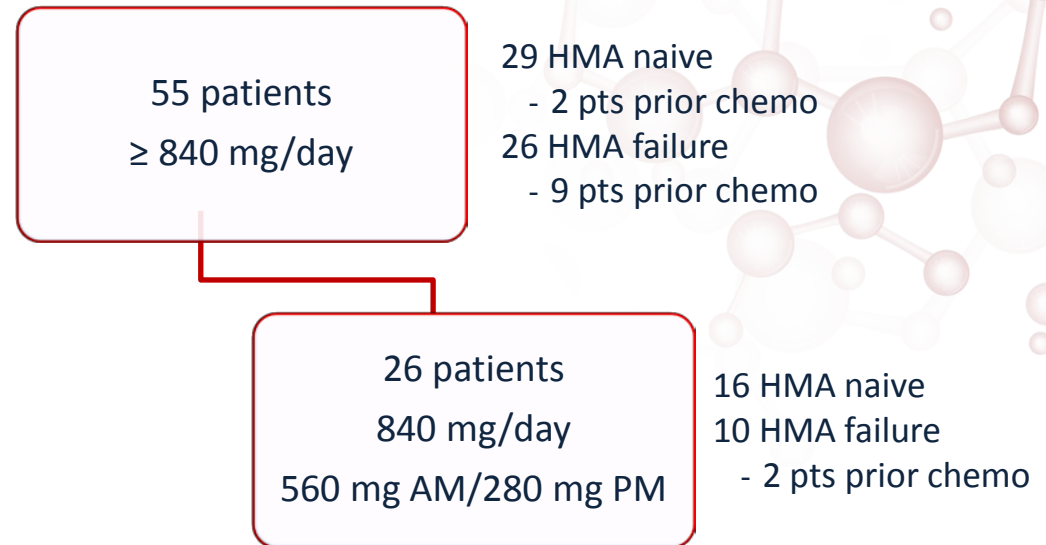 55 patients
≥ 840 mg/day
29 HMA naive
- 2 pts prior chemo
26 HMA failure
- 9 pts prior chemo
26 patients
840 mg/day
560 mg AM/280 mg PM
16 HMA naive
10 HMA failure
- 2 pts prior chemo